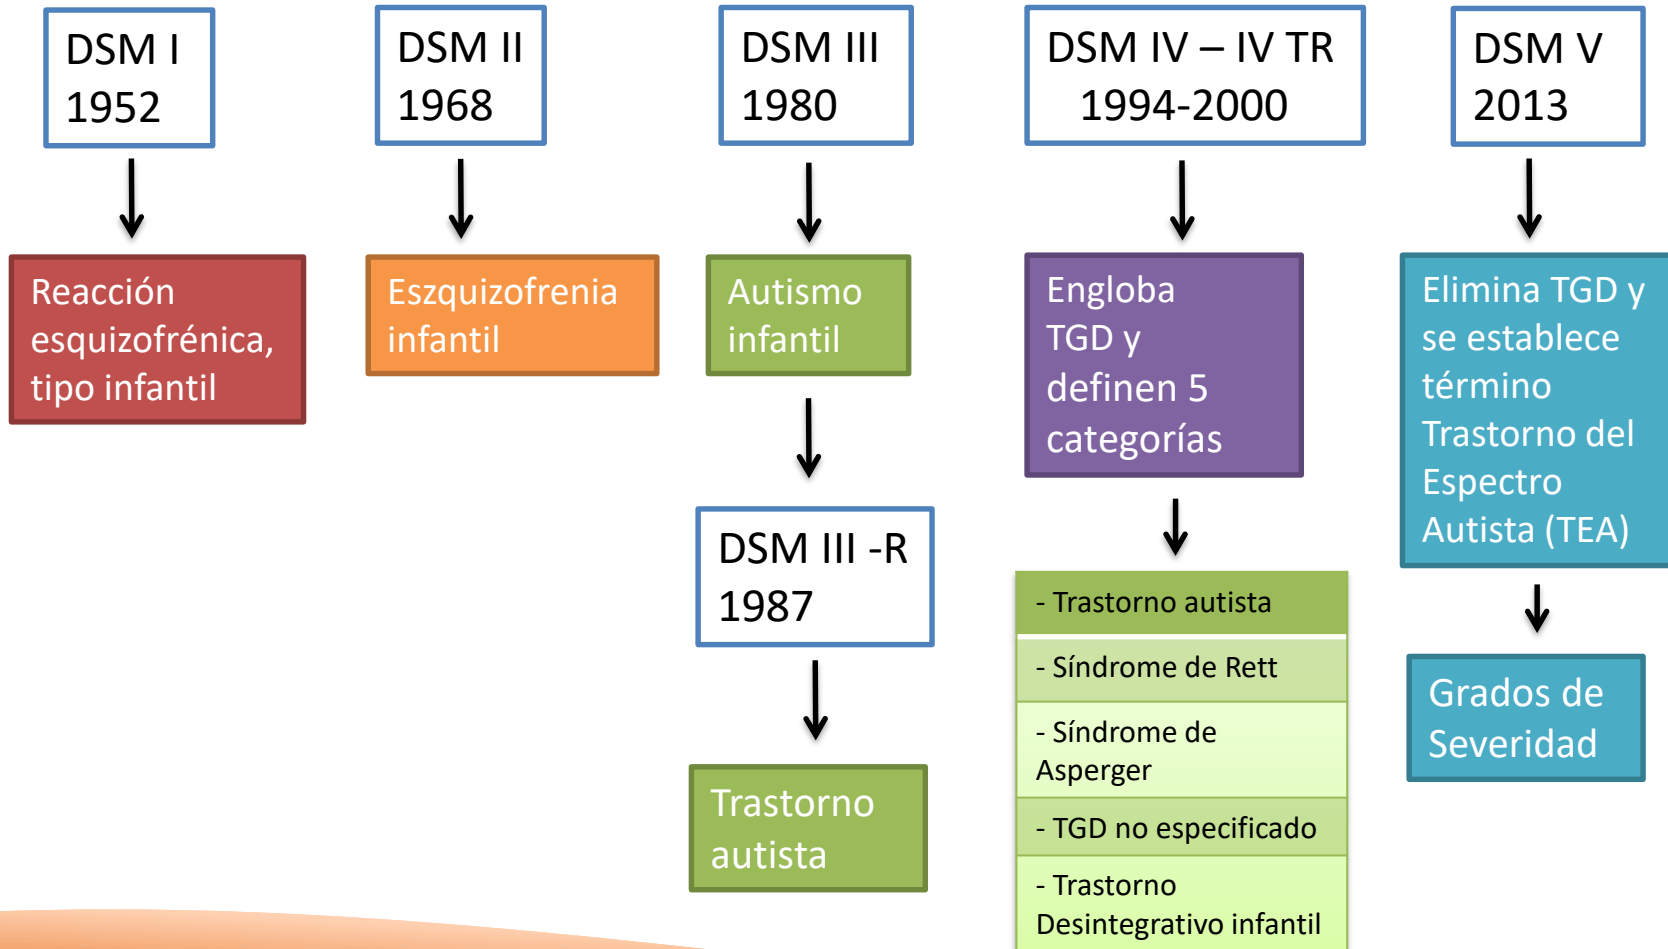 DSM I
1952
Reacción
esquizofrénica,
tipo infantil
DSM II
1968
Eszquizofrenia
infantil
DSM III
1980
Autismo
infantil
DSM III -R
1987
Trastorno
autista
DSM IV – IV TR
1994-2000
Engloba
TGD y
definen 5
categorías
- Trastorno autista
- Síndrome de Rett
- Síndrome de
Asperger
- TGD no especificado
- Trastorno
Desintegrativo infantil
DSM V
2013
Elimina TGD y
se establece
término
Trastorno del
Espectro
Autista (TEA)
Grados de
Severidad